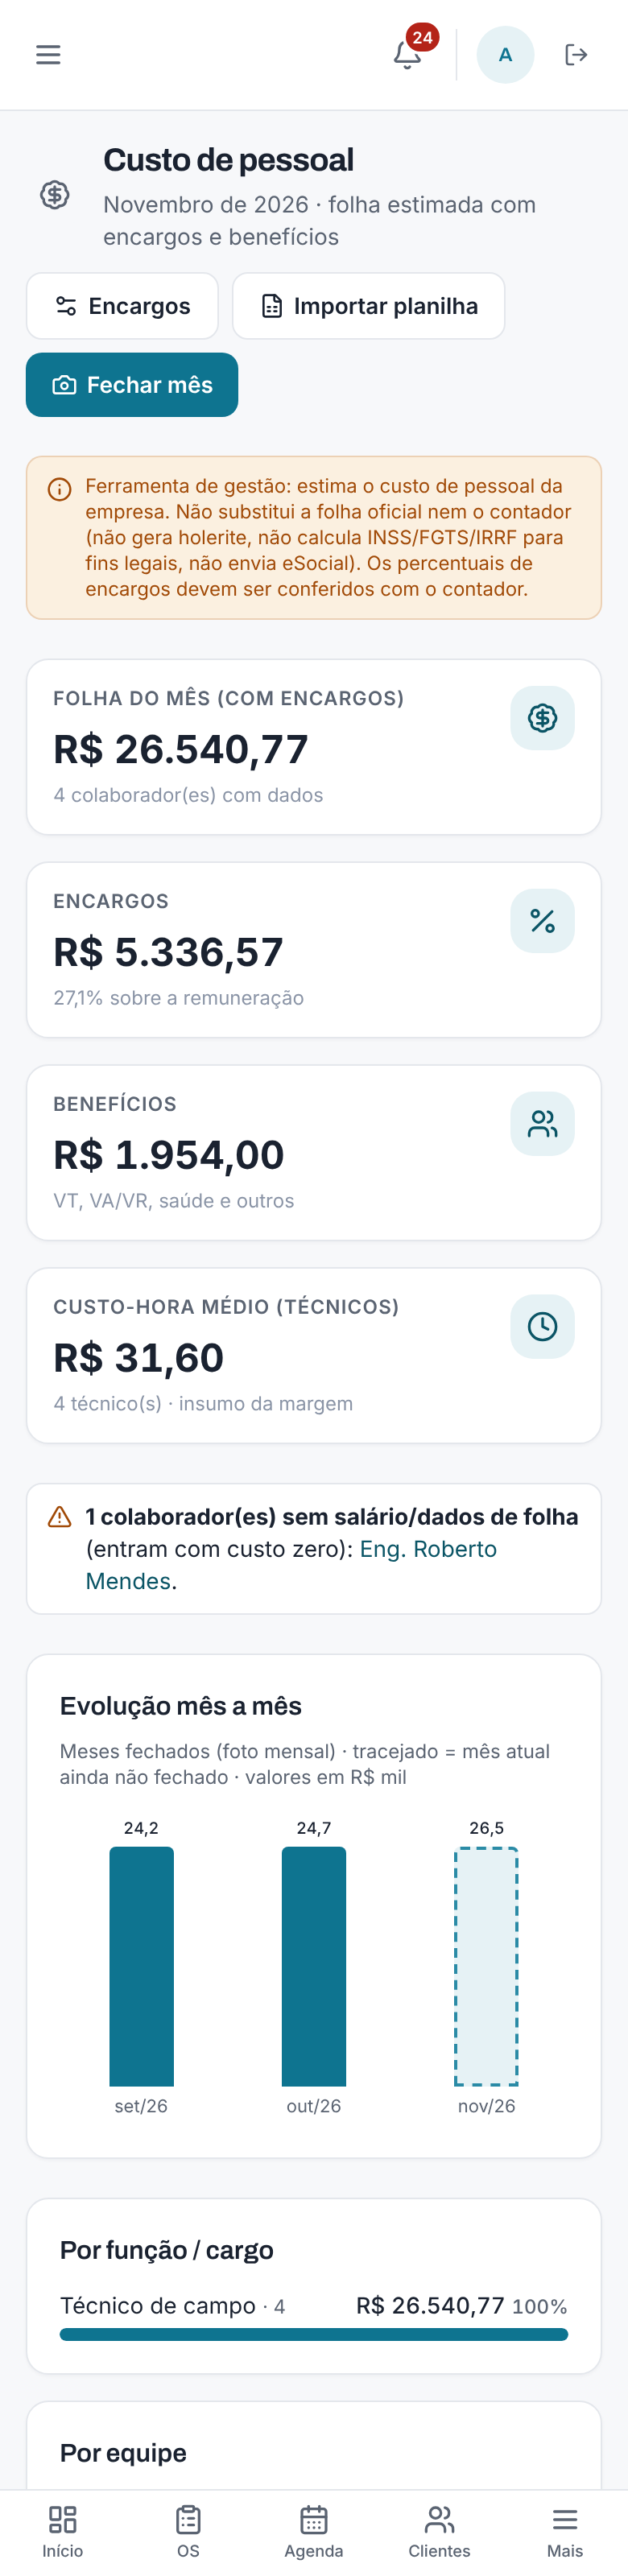 24
A
Custo de pessoal
Novembro de 2026 · folha estimada com
encargos e benefícios
Encargos
Importar planilha
Fechar mês
Ferramenta de gestão: estima o custo de pessoal da
empresa. Não substitui a folha oficial nem o contador
(não gera holerite, não calcula INSS/FGTS/IRRF para
fins legais, não envia eSocial). Os percentuais de
encargos devem ser conferidos com o contador.
FOLHA DO MÊS (COM ENCARGOS)
R$ 26.540,77
4 colaborador(es) com dados
ENCARGOS
R$ 5.336,57
27,1% sobre a remuneração
BENEFÍCIOS
R$ 1.954,00
VT, VA/VR, saúde e outros
CUSTO-HORA MÉDIO (TÉCNICOS)
R$ 31,60
4 técnico(s) · insumo da margem
1 colaborador(es) sem salário/dados de folha
(entram com custo zero): Eng. Roberto
Mendes.
Evolução mês a mês
Meses fechados (foto mensal) · tracejado = mês atual
ainda não fechado · valores em R$ mil
24,2 24,7 26,5
set/26 out/26 nov/26
Por função / cargo
Técnico de campo · 4 R$ 26.540,77 100%
Por equipe
Início OS Agenda Clientes Mais